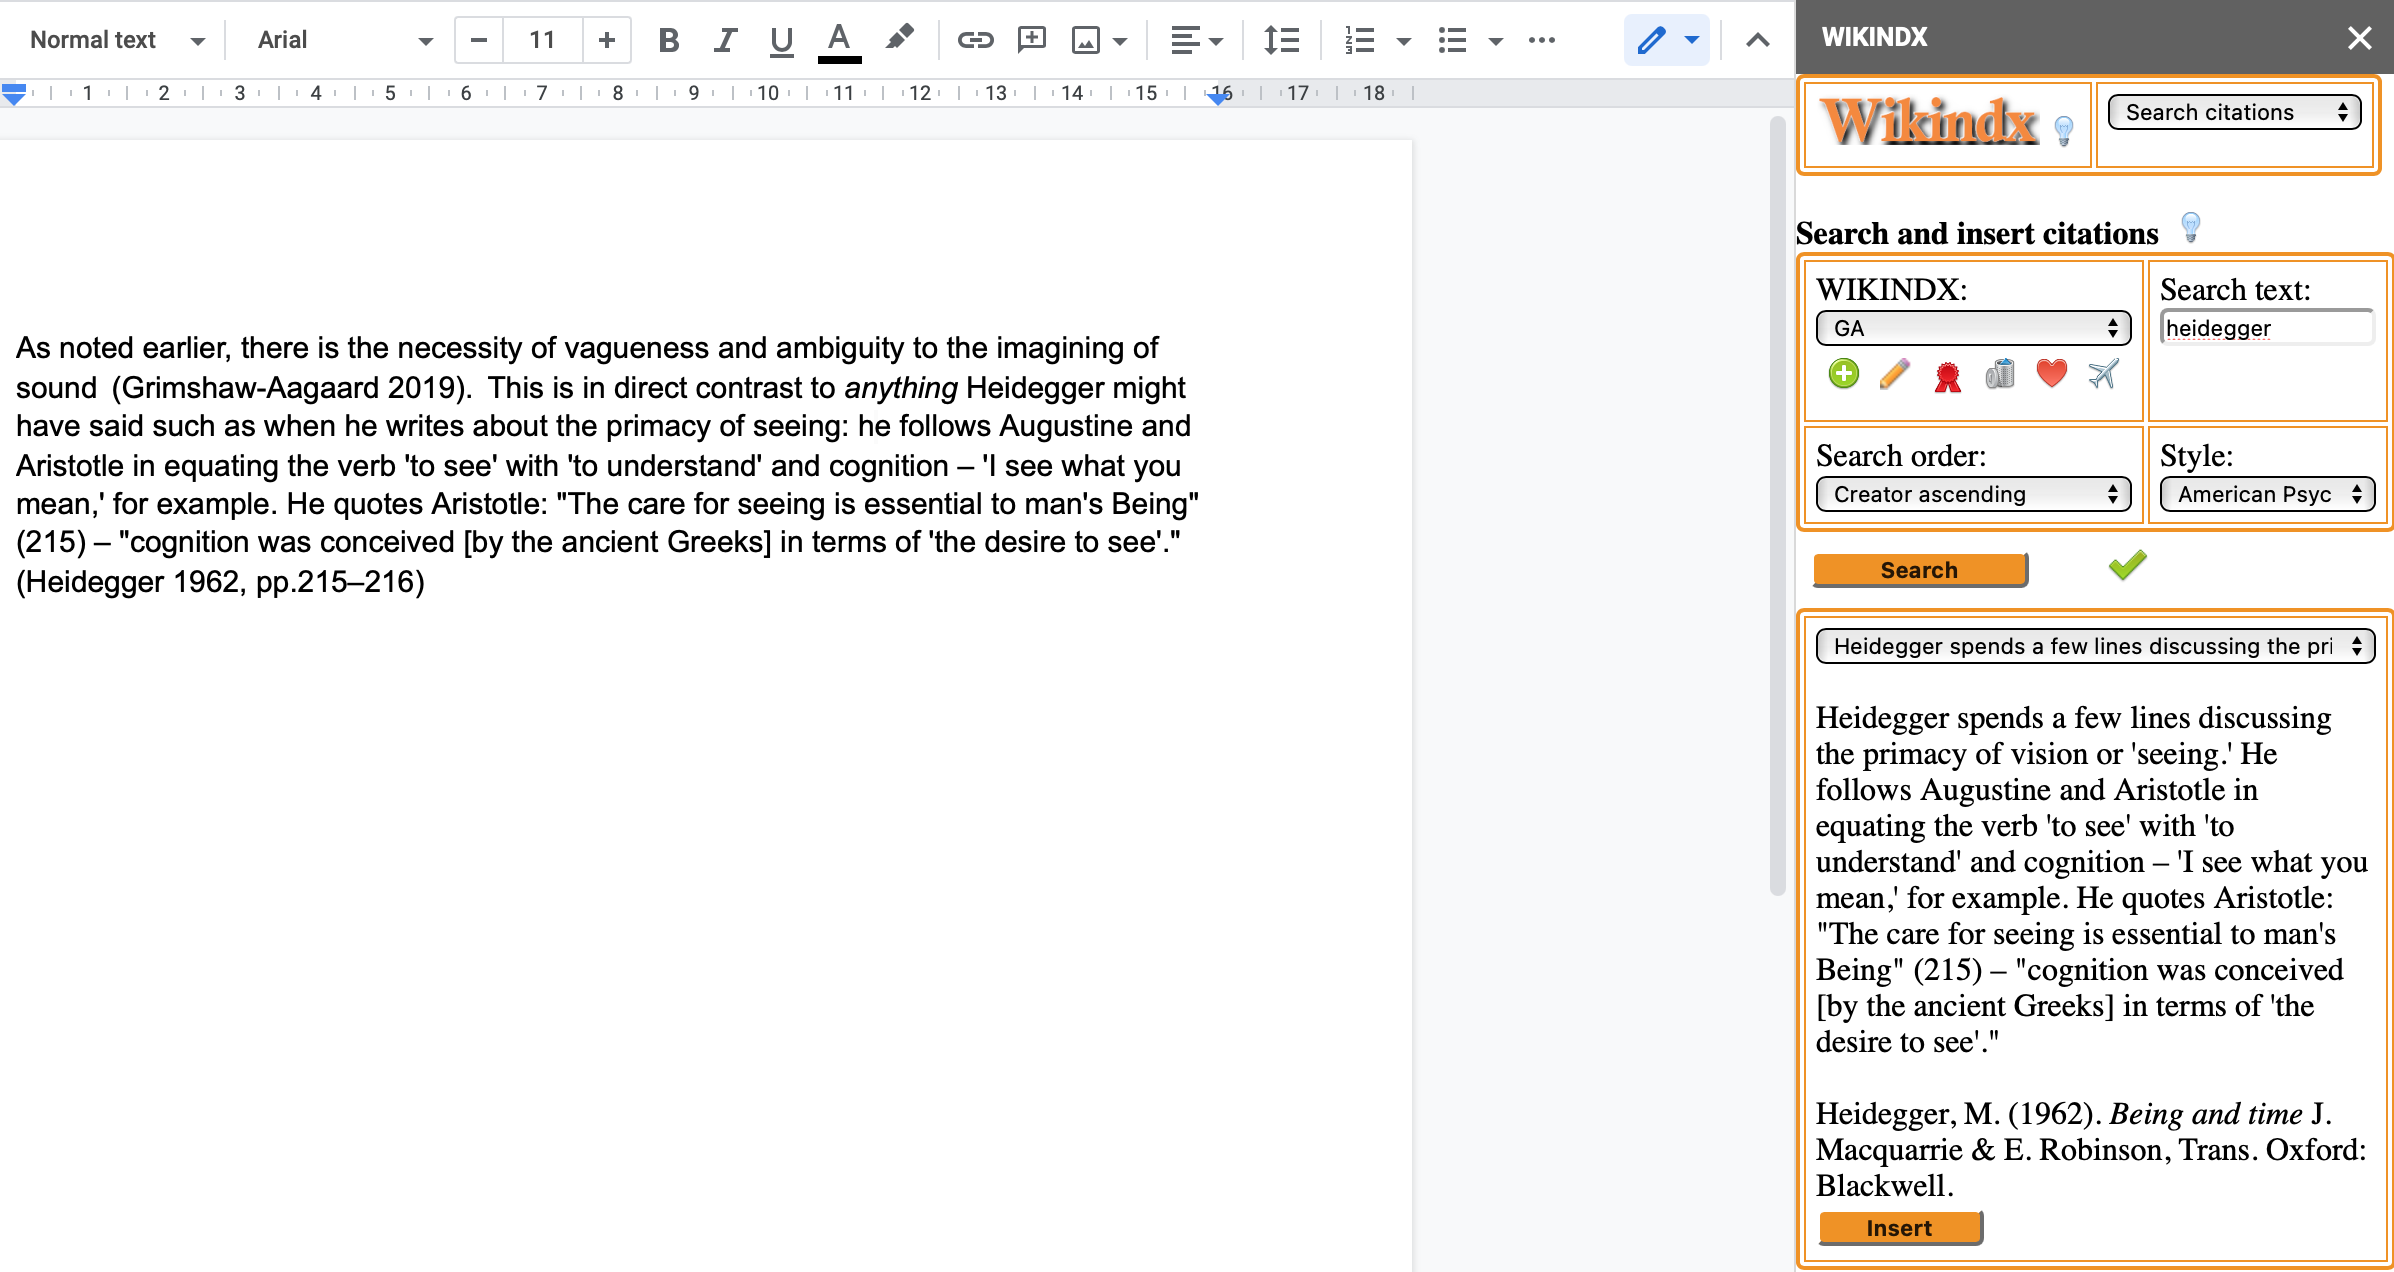 Normal text Arial − 11 + B I U A
1 2 3 4 5 6 7 8 9 10 11 12 13 14 15 16 17 18
As noted earlier, there is the necessity of vagueness and ambiguity to the imagining of
sound  (Grimshaw-Aagaard 2019).  This is in direct contrast to anything Heidegger might
have said such as when he writes about the primacy of seeing: he follows Augustine and
Aristotle in equating the verb 'to see' with 'to understand' and cognition – 'I see what you
mean,' for example. He quotes Aristotle: "The care for seeing is essential to man's Being"
(215) – "cognition was conceived [by the ancient Greeks] in terms of 'the desire to see'."
(Heidegger 1962, pp.215–216)
WIKINDX
Wikindx
Search citations
Search and insert citations
WIKINDX:
GA
Search text:
heidegger
Search order:
Creator ascending
Style:
American Psyc
Search
Heidegger spends a few lines discussing the pri
Heidegger spends a few lines discussing
the primacy of vision or 'seeing.' He
follows Augustine and Aristotle in
equating the verb 'to see' with 'to
understand' and cognition – 'I see what you
mean,' for example. He quotes Aristotle:
"The care for seeing is essential to man's
Being" (215) – "cognition was conceived
[by the ancient Greeks] in terms of 'the
desire to see'."
Heidegger, M. (1962). Being and time J.
Macquarrie & E. Robinson, Trans. Oxford:
Blackwell.
Insert